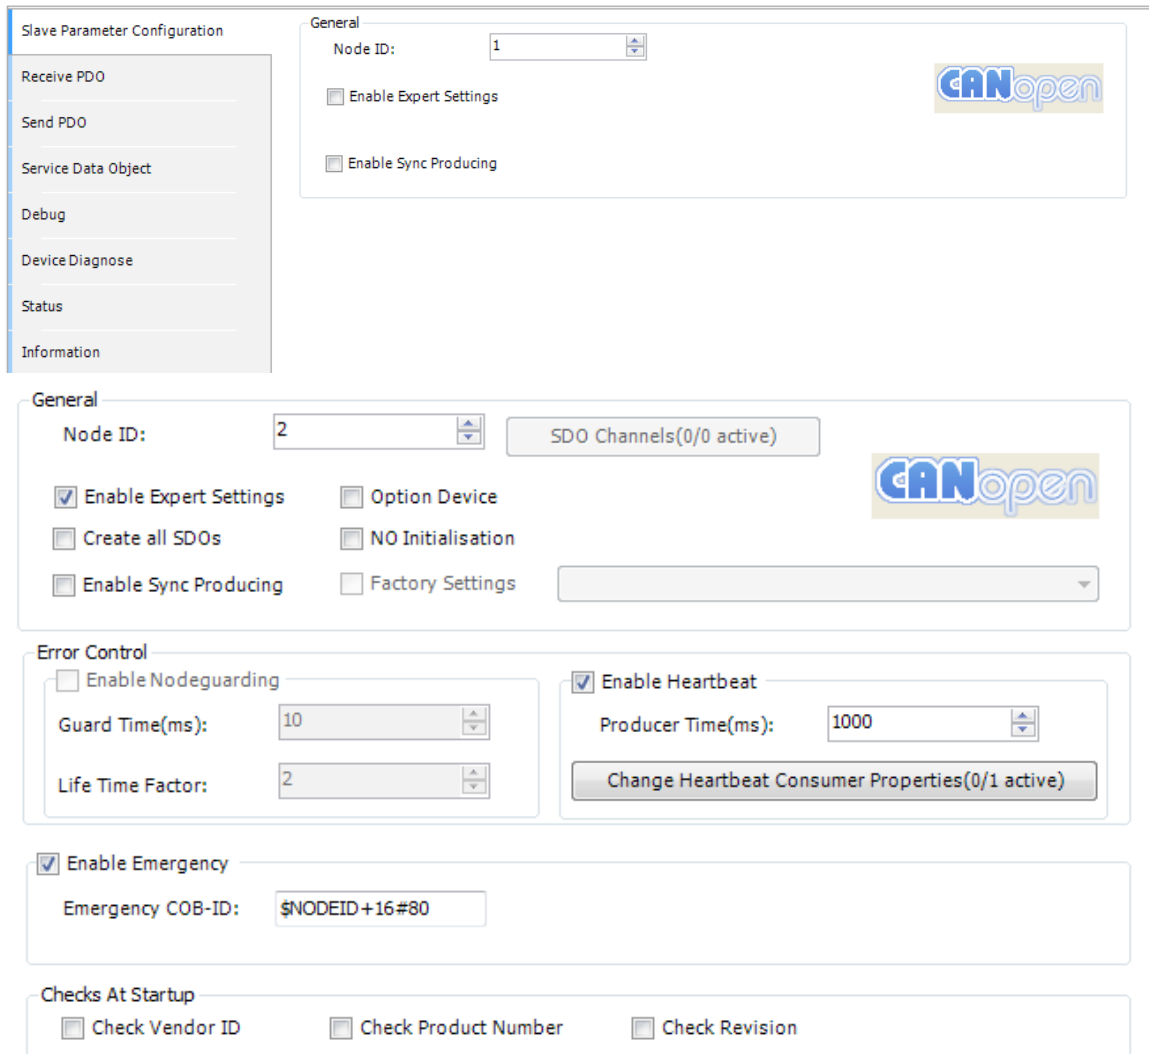 Slave Parameter Configuration
Receive PDO
Send PDO
Service Data Object
Debug
Device Diagnose
Status
Information
General
Node ID: 1
Enable Expert Settings
CANopen
Enable Sync Producing
General
Node ID: 2 SDO Channels(0/0 active)
CANopen
Enable Expert Settings Option Device
Create all SDOs NO Initialisation
Enable Sync Producing Factory Settings
Error Control
Enable Nodeguarding
Guard Time(ms): 10
Life Time Factor: 2
Enable Heartbeat
Producer Time(ms): 1000
Change Heartbeat Consumer Properties(0/1 active)
Enable Emergency
Emergency COB-ID: $NODEID+16#80
Checks At Startup
Check Vendor ID Check Product Number Check Revision